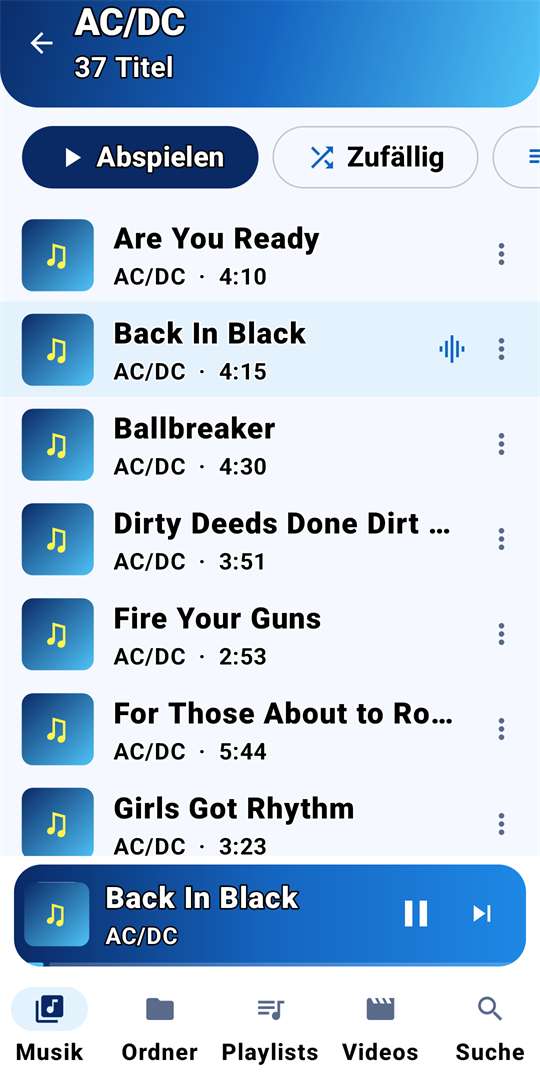 AC/DC
37 Titel
Abspielen
Zufällig
Are You Ready
AC/DC · 4:10
Back In Black
AC/DC · 4:15
Ballbreaker
AC/DC · 4:30
Dirty Deeds Done Dirt ...
AC/DC · 3:51
Fire Your Guns
AC/DC · 2:53
For Those About to Ro...
AC/DC · 5:44
Girls Got Rhythm
AC/DC · 3:23
Back In Black
AC/DC
Musik
Ordner
Playlists
Videos
Suche